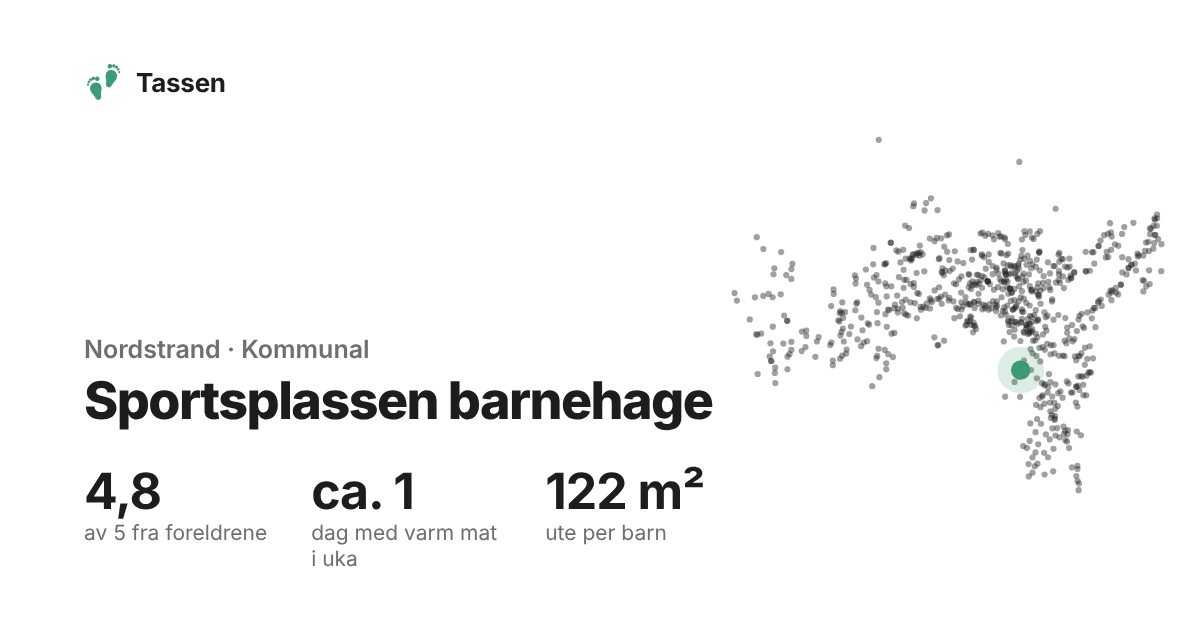 Tassen
Nordstrand · Kommunal
Sportsplassen barnehage
4,8
av 5 fra foreldrene
ca. 1
dag med varm mat
i uka
122 m²
ute per barn